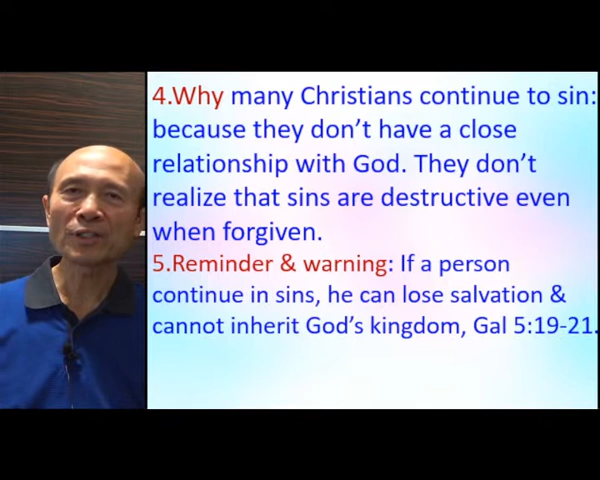 4.Why many Christians continue to sin:
because they don't have a close
relationship with God. They don't
realize that sins are destructive even
when forgiven.
5.Reminder & warning: If a person
continue in sins, he can lose salvation &
cannot inherit God's kingdom, Gal 5:19-21.